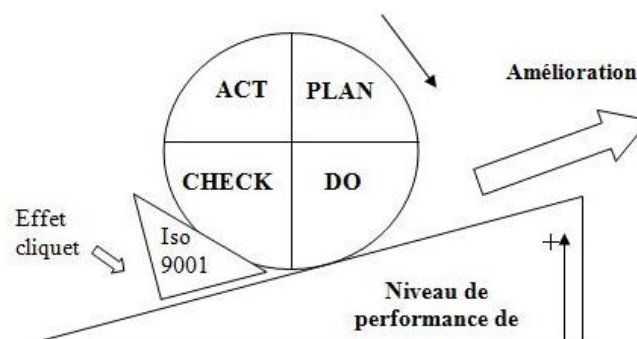 Amélioration
ACT PLAN
CHECK DO
Effet
cliquet
Iso
9001
+
Niveau de
performance de